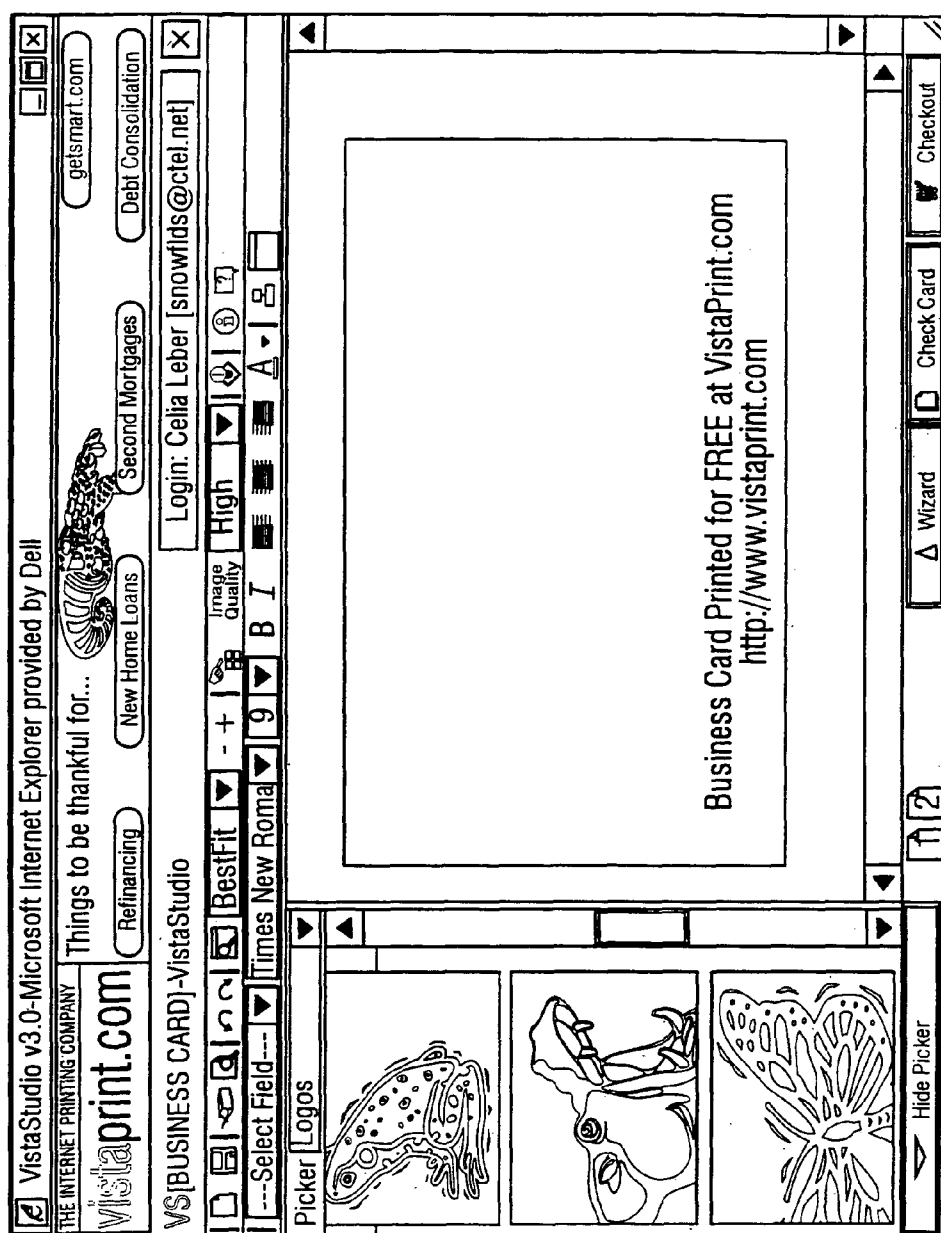 VistaStudio v3.0-Microsoft Internet Explorer provided by Dell
THE INTERNET PRINTING COMPANY
vistaprint.com
Things to be thankful for...
getsmart.com
Refinancing
New Home Loans
Second Mortgages
Debt Consolidation
VS[BUSINESS CARD]-VistaStudio
Login: Celia Leber [snowflds@ctel.net]
BestFit - + Image Quality High
----Select Field--- Times New Roma 9 B I A
Picker Logos
Business Card Printed for FREE at VistaPrint.com
http://www.vistaprint.com
Hide Picker
1 2
Wizard
Check Card
Checkout